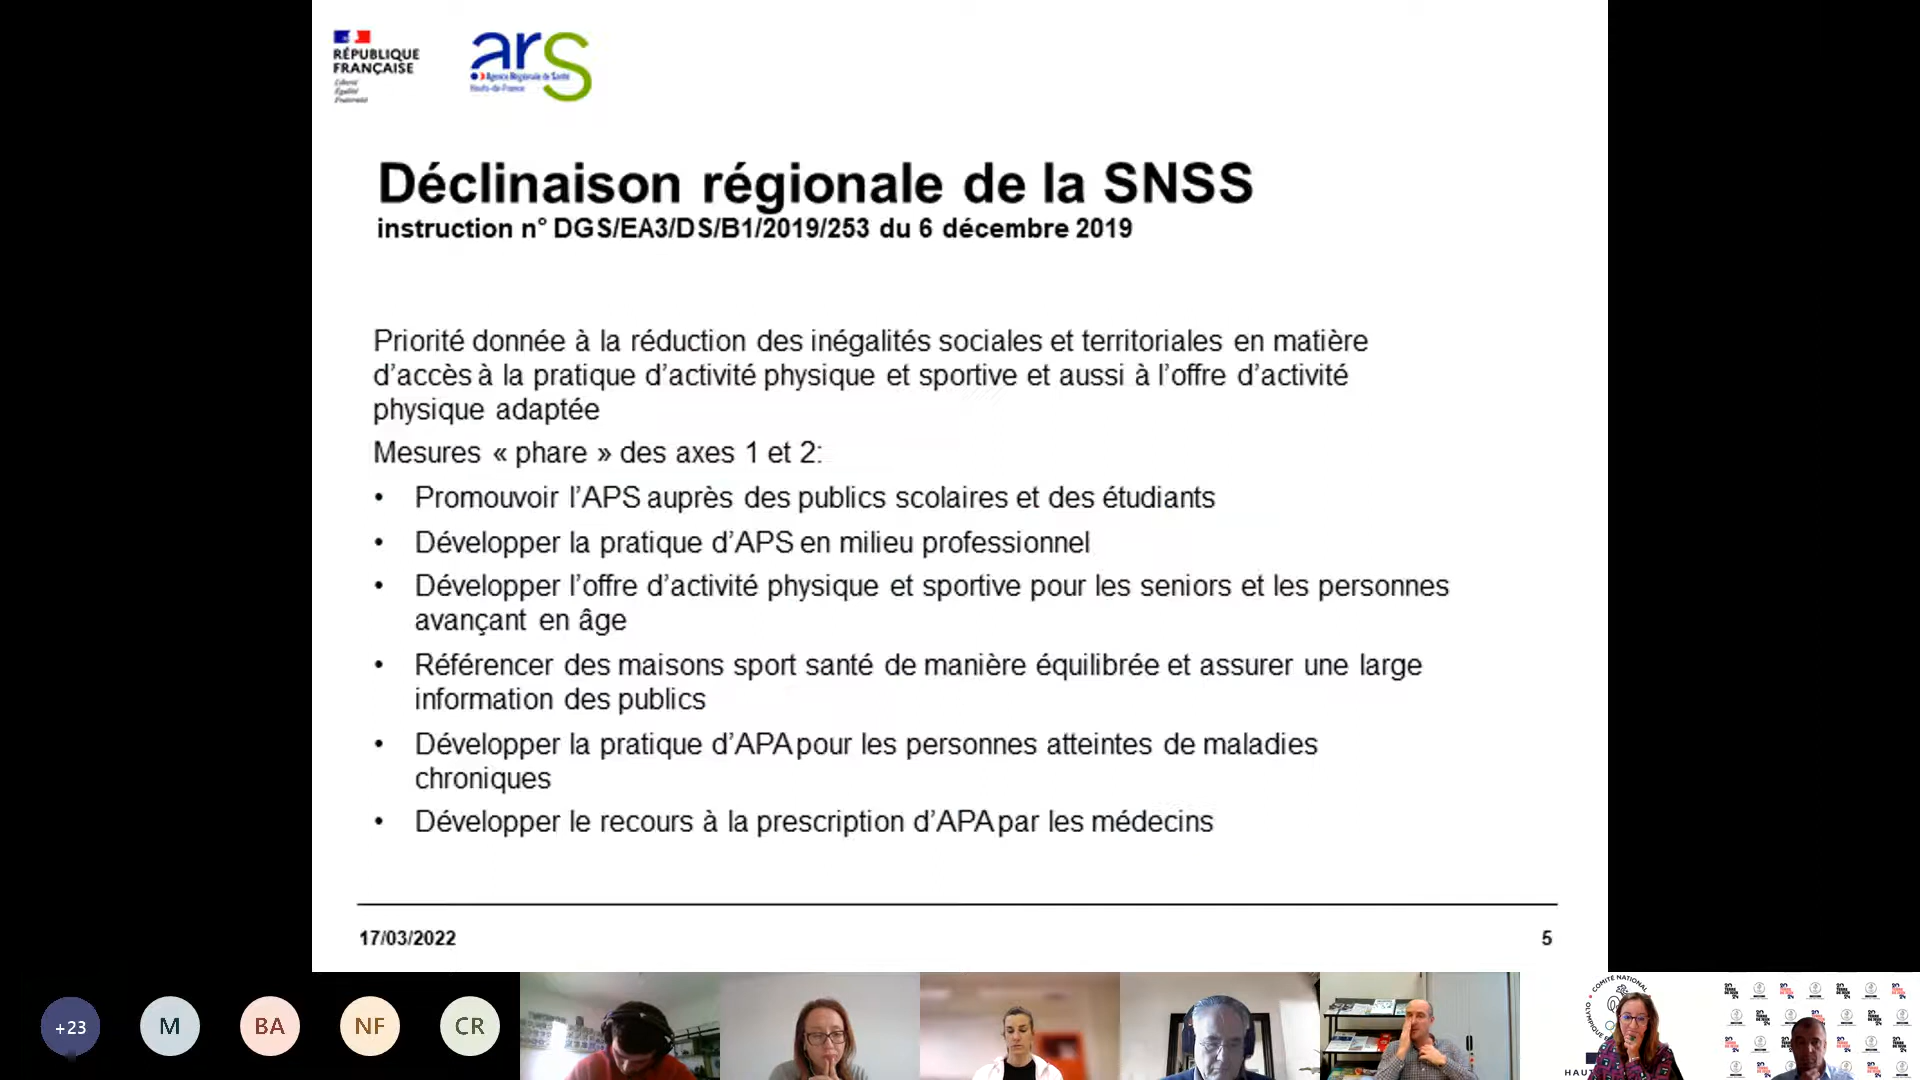 RÉPUBLIQUE
FRANÇAISE
Liberté
Égalité
Fraternité
ars
Agence Régionale de Santé
Hauts-de-France
Déclinaison régionale de la SNSS
instruction n° DGS/EA3/DS/B1/2019/253 du 6 décembre 2019
Priorité donnée à la réduction des inégalités sociales et territoriales en matière
d’accès à la pratique d’activité physique et sportive et aussi à l’offre d’activité
physique adaptée
Mesures « phare » des axes 1 et 2:
• Promouvoir l’APS auprès des publics scolaires et des étudiants
• Développer la pratique d’APS en milieu professionnel
• Développer l’offre d’activité physique et sportive pour les seniors et les personnes
avançant en âge
• Référencer des maisons sport santé de manière équilibrée et assurer une large
information des publics
• Développer la pratique d’APA pour les personnes atteintes de maladies
chroniques
• Développer le recours à la prescription d’APA par les médecins
17/03/2022
5
+23
M
BA
NF
CR
COMITÉ NATIONAL
HAUT